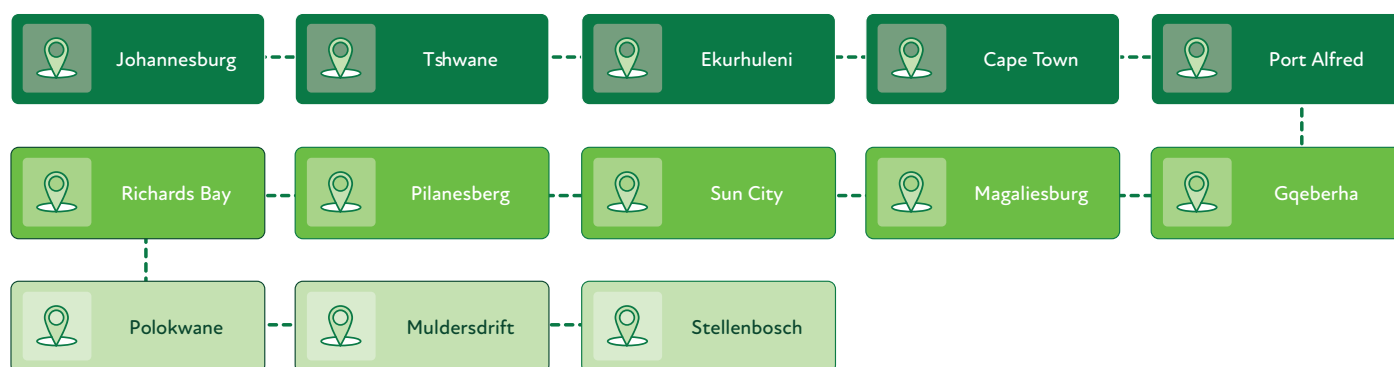 Johannesburg
Tshwane
Ekurhuleni
Cape Town
Port Alfred
Richards Bay
Pilanesberg
Sun City
Magaliesburg
Gqeberha
Polokwane
Muldersdrift
Stellenbosch